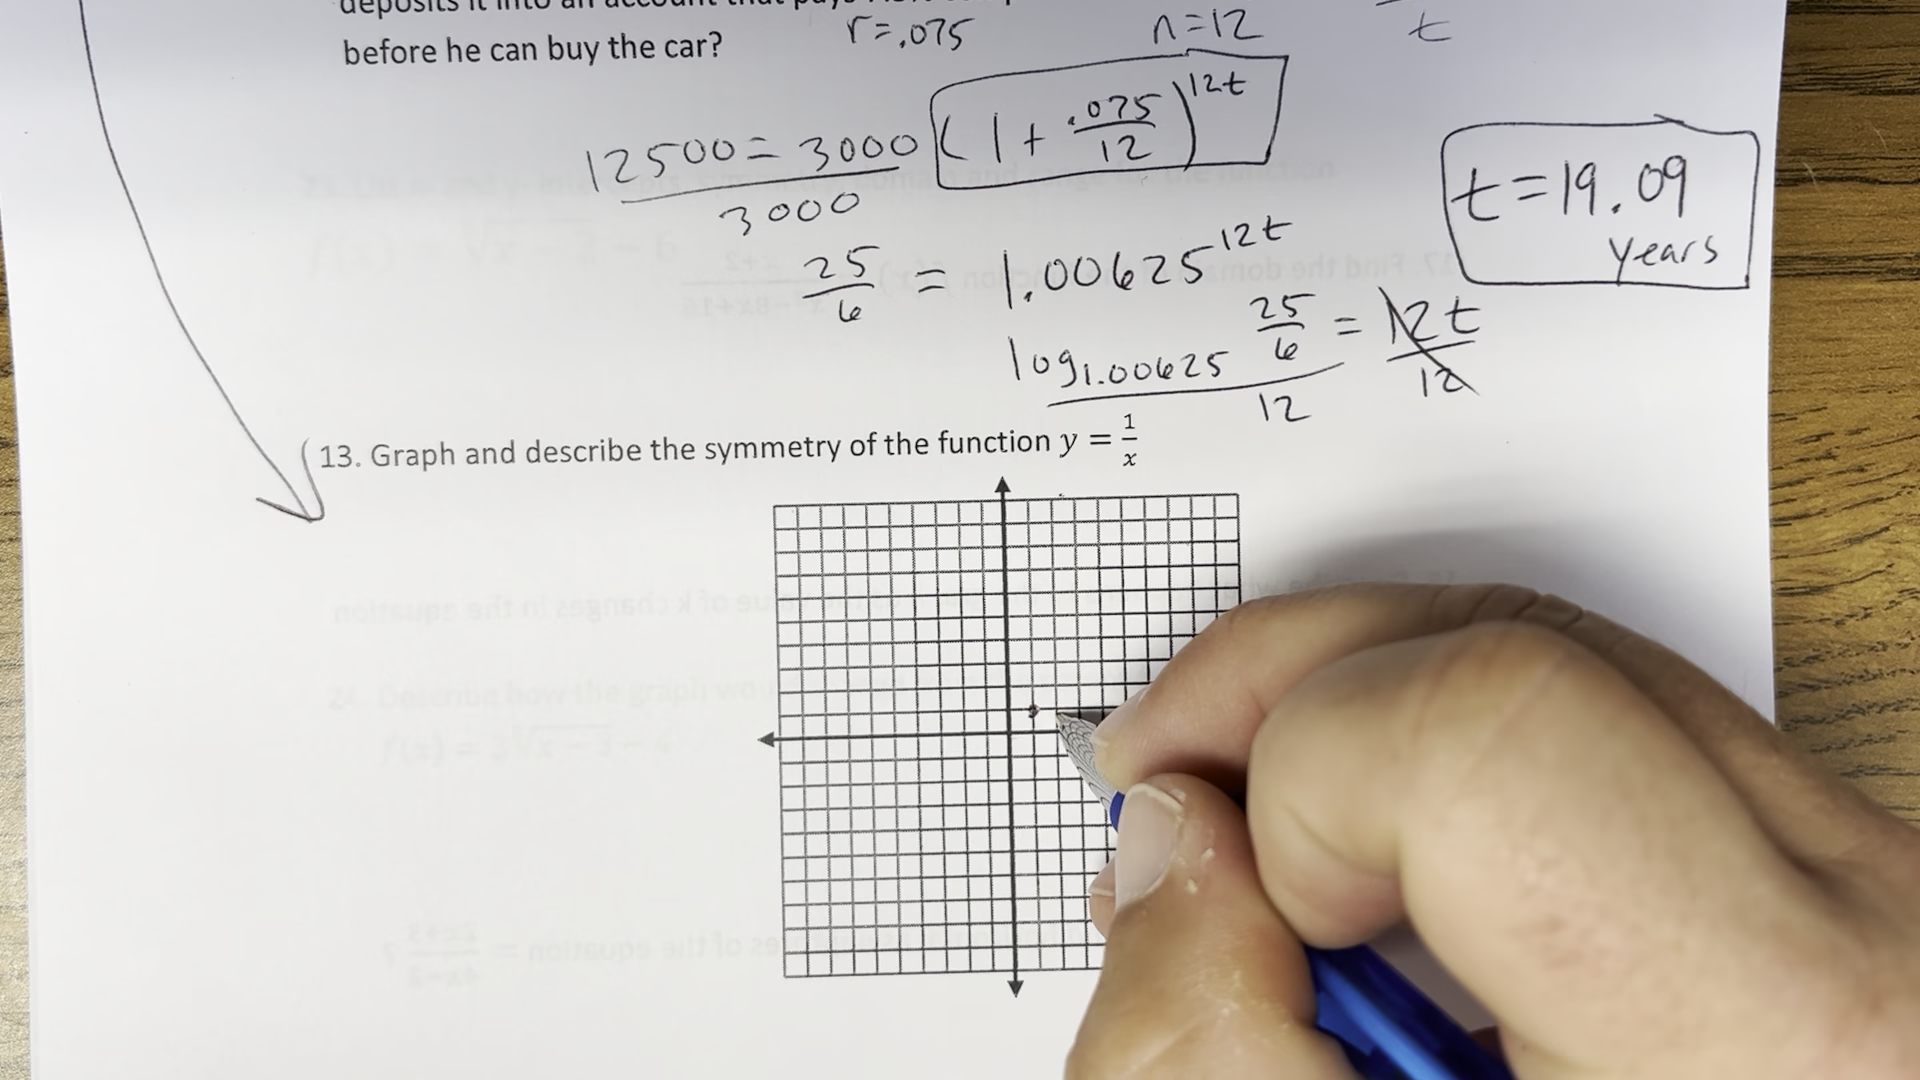 before he can buy the car? r=.075 n=12 t
12500 = 3000 (1 + .075/12)^12t
3000
25/6 = 1.00625^12t
t=19.09
years
log_1.00625 25/6 = 12t
12 12
13. Graph and describe the symmetry of the function y = 1/x